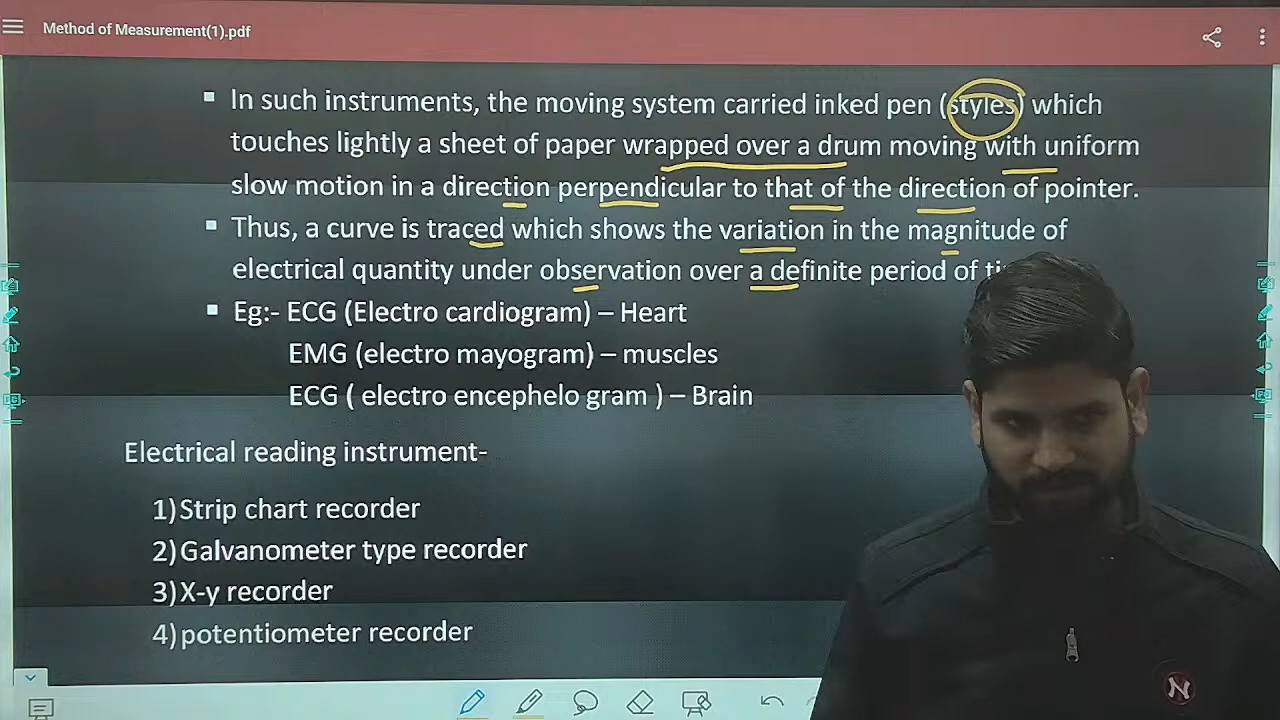 Method of Measurement(1).pdf
▪ In such instruments, the moving system carried inked pen (styles) which
touches lightly a sheet of paper wrapped over a drum moving with uniform
slow motion in a direction perpendicular to that of the direction of pointer.
▪ Thus, a curve is traced which shows the variation in the magnitude of
electrical quantity under observation over a definite period of
▪ Eg:- ECG (Electro cardiogram) – Heart
EMG (electro mayogram) – muscles
ECG ( electro encephelo gram ) – Brain
Electrical reading instrument-
1) Strip chart recorder
2) Galvanometer type recorder
3) X-y recorder
4) potentiometer recorder
N